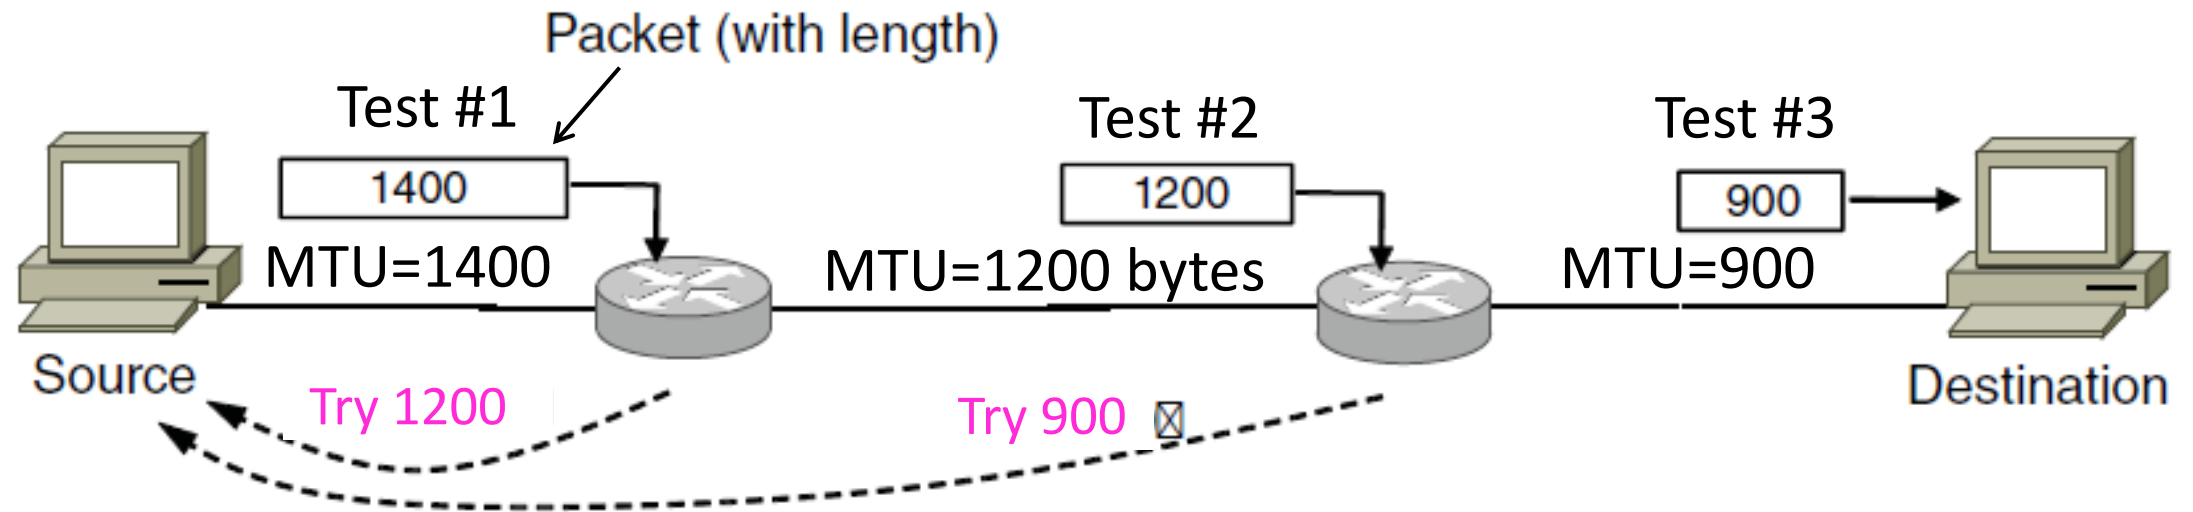 Packet (with length)
Test #1
Test #2
Test #3
1400
1200
900
MTU=1400
MTU=1200 bytes
MTU=900
Source
Try 1200
Try 900
Destination